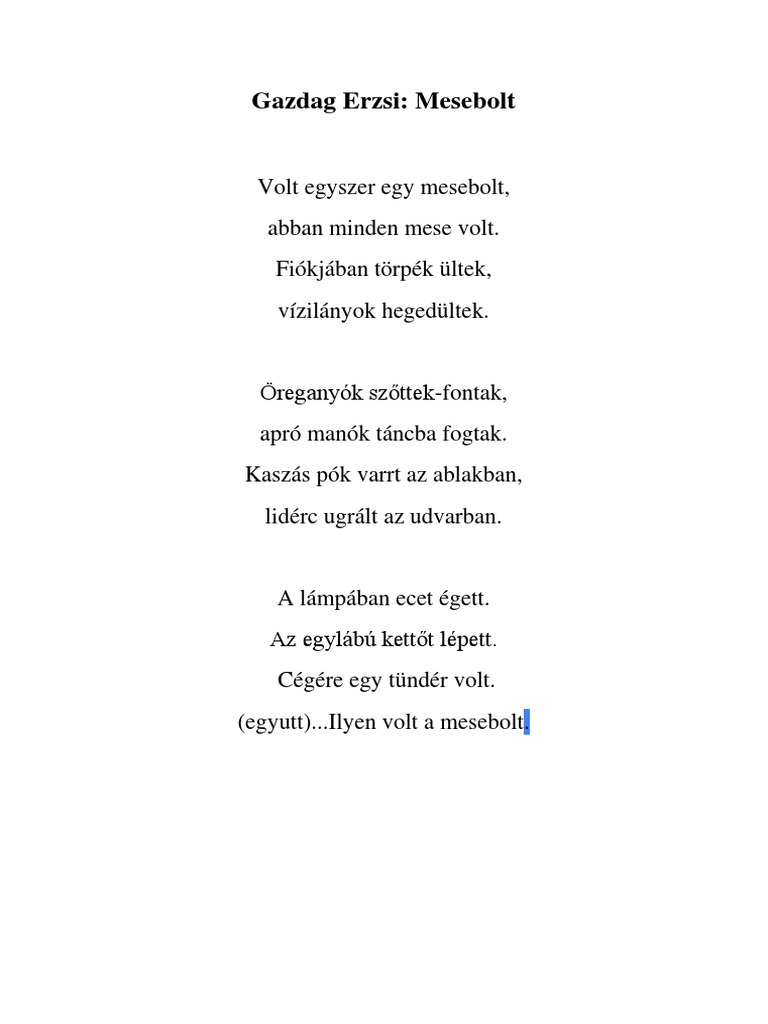 Gazdag Erzsi: Mesebolt
Volt egyszer egy mesebolt,
abban minden mese volt.
Fiókjában törpék ültek,
vízilányok hegedültek.
Öreganyók szőttek-fontak,
apró manók táncba fogtak.
Kaszás pók varrt az ablakban,
lidérc ugrált az udvarban.
A lámpában ecet égett.
Az egylábú kettőt lépett.
Cégére egy tündér volt.
(egyutt)...Ilyen volt a mesebolt.